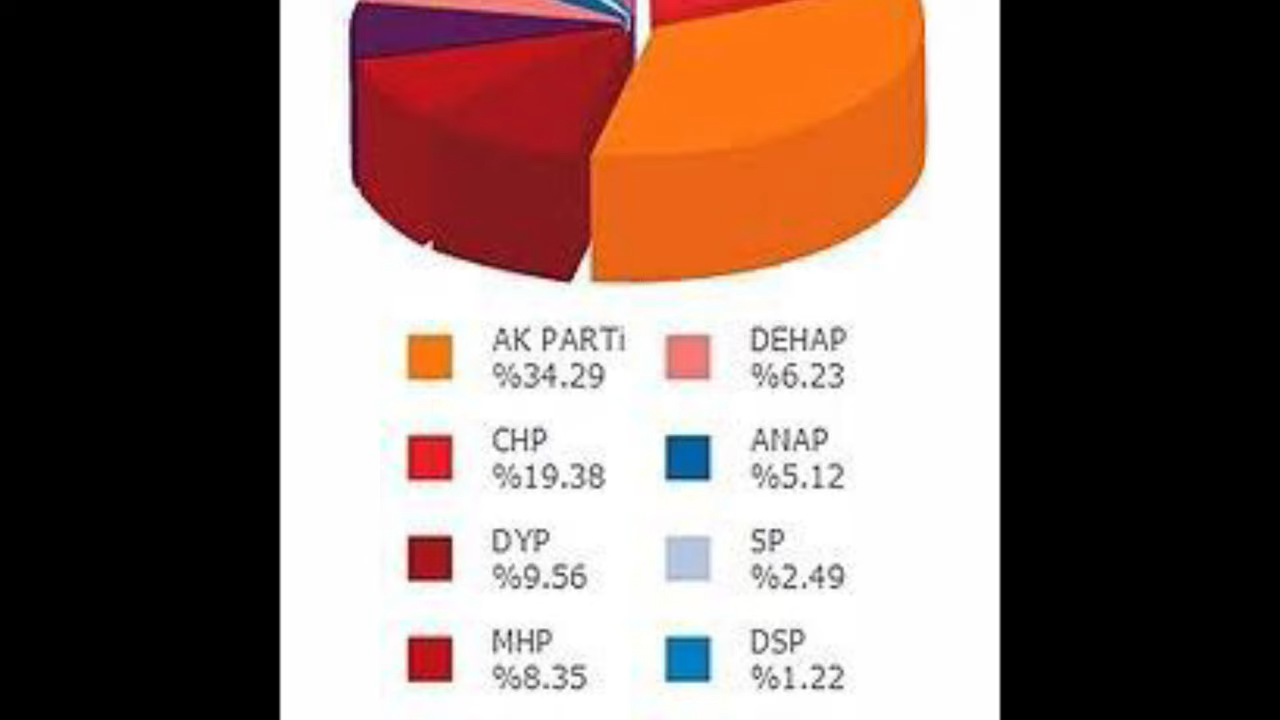 AK PARTi
%34.29
DEHAP
%6.23
CHP
%19.38
ANAP
%5.12
DYP
%9.56
SP
%2.49
MHP
%8.35
DSP
%1.22